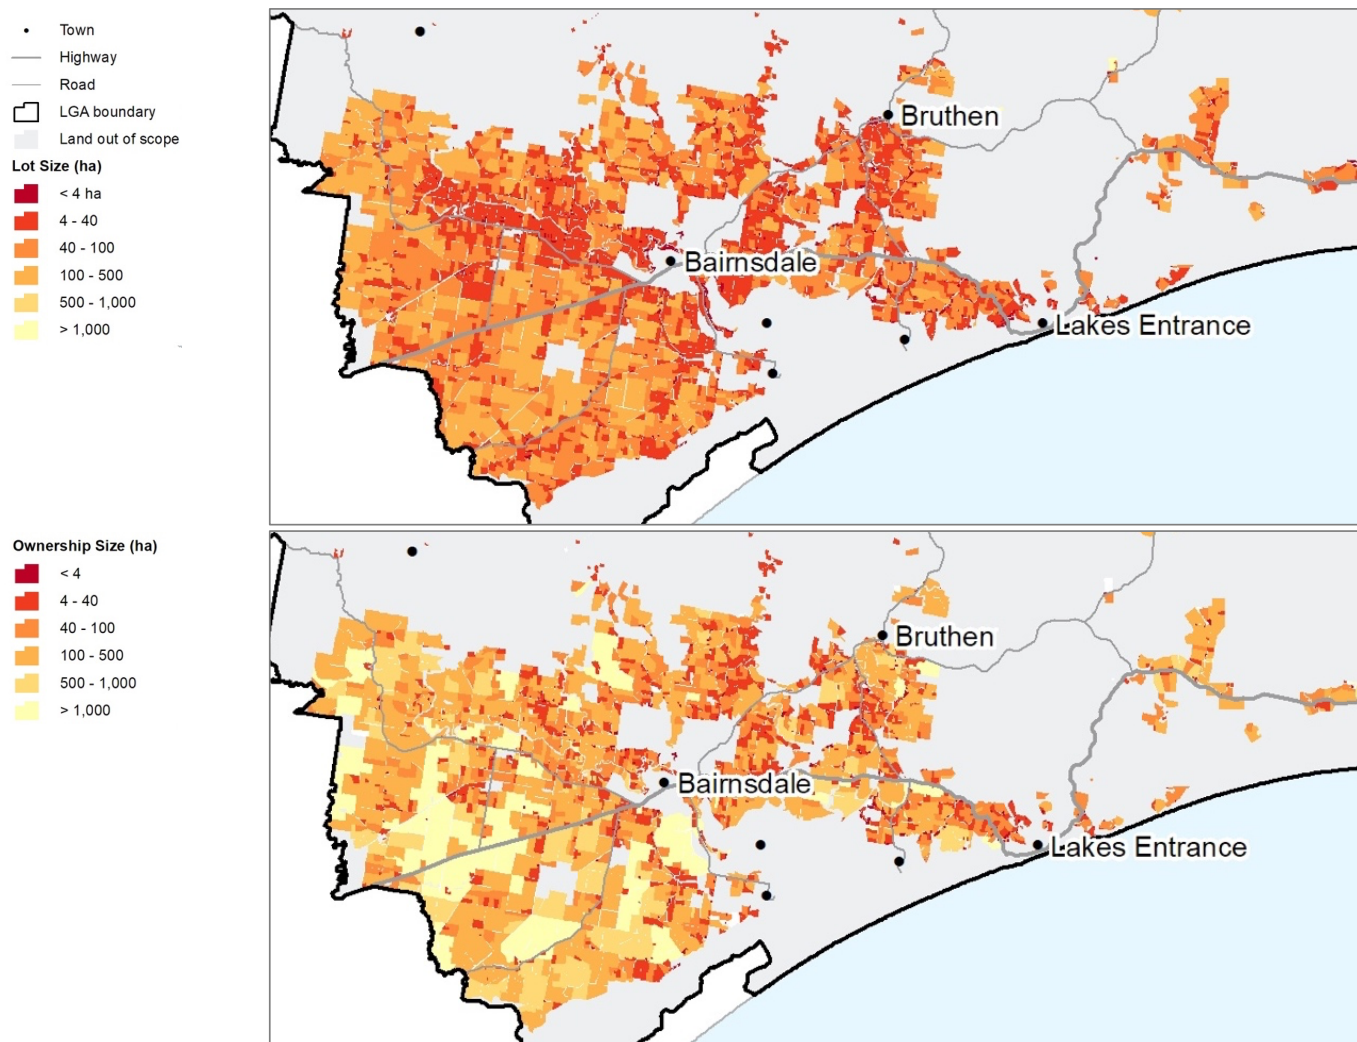 Town
Highway
Road
LGA boundary
Land out of scope
Lot Size (ha)
< 4 ha
4 - 40
40 - 100
100 - 500
500 - 1,000
> 1,000
Bruthen
Bairnsdale
Lakes Entrance
Ownership Size (ha)
< 4
4 - 40
40 - 100
100 - 500
500 - 1,000
> 1,000
Bruthen
Bairnsdale
Lakes Entrance